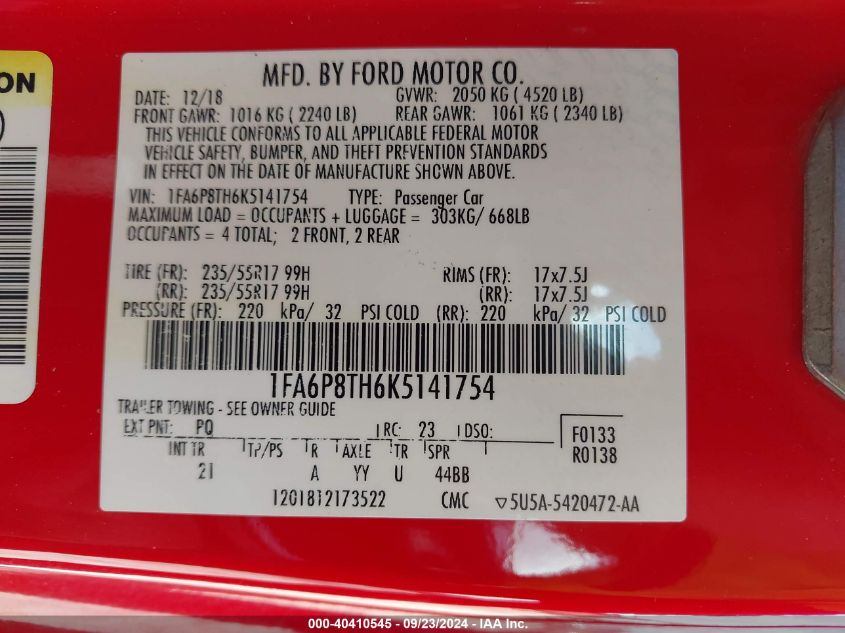 ON
MFD. BY FORD MOTOR CO.
DATE: 12/18 GVWR: 2050 KG ( 4520 LB)
FRONT GAWR: 1016 KG ( 2240 LB) REAR GAWR: 1061 KG ( 2340 LB)
THIS VEHICLE CONFORMS TO ALL APPLICABLE FEDERAL MOTOR
VEHICLE SAFETY, BUMPER, AND THEFT PREVENTION STANDARDS
IN EFFECT ON THE DATE OF MANUFACTURE SHOWN ABOVE.
VIN: 1FA6P8TH6K5141754 TYPE: Passenger Car
MAXIMUM LOAD = OCCUPANTS + LUGGAGE = 303KG/ 668LB
OCCUPANTS = 4 TOTAL; 2 FRONT, 2 REAR
TIRE (FR): 235/55R17 99H RIMS (FR): 17x7.5J
(RR): 235/55R17 99H (RR): 17x7.5J
PRESSURE (FR): 220 kPa/ 32 PSI COLD (RR): 220 kPa/ 32 PSI COLD
1FA6P8TH6K5141754
TRAILER TOWING - SEE OWNER GUIDE
EXT PNT: PQ RC: 23 DSO: F0133
R0138
INT TR TP/PS R AXLE TR SPR
21 A YY U 44BB
1201812173522 CMC ▽5U5A-5420472-AA
000-40410545 - 09/23/2024 - IAA Inc.